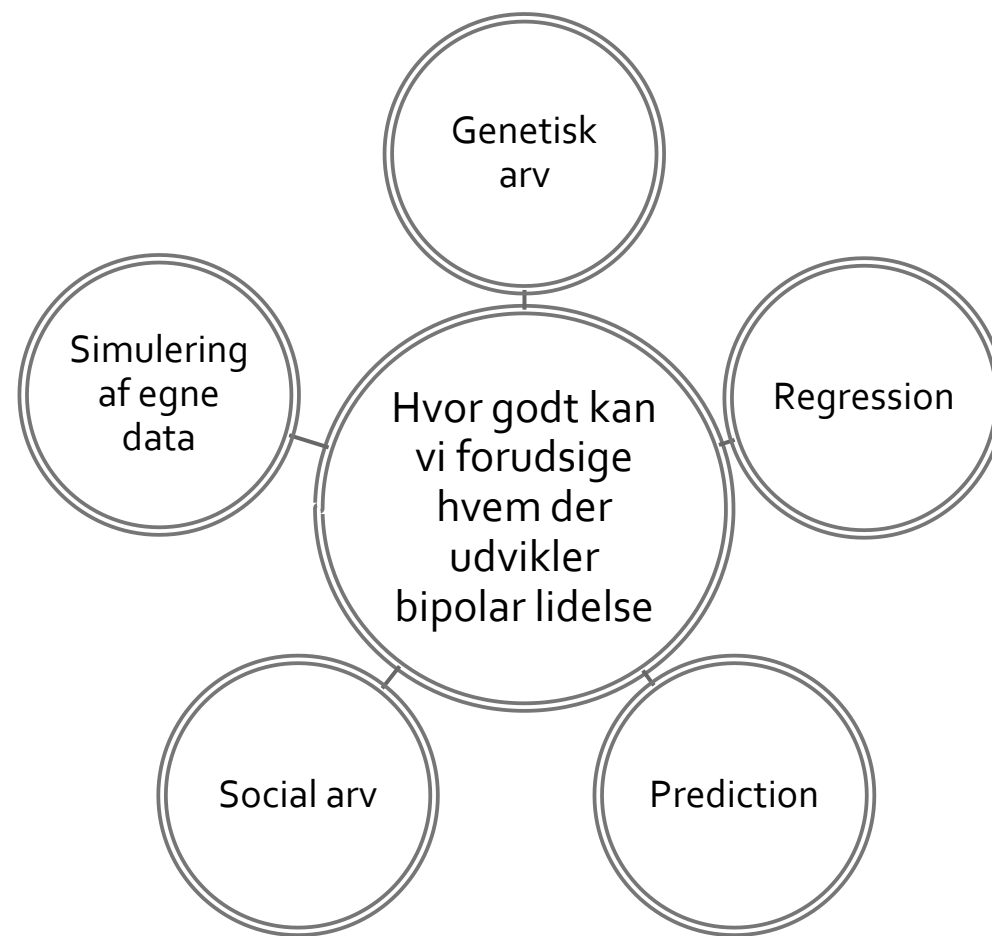 Genetisk
arv
Simulering
af egne
data
Regression
Hvor godt kan
vi forudsige
hvem der
udvikler
bipolar lidelse
Social arv
Prediction